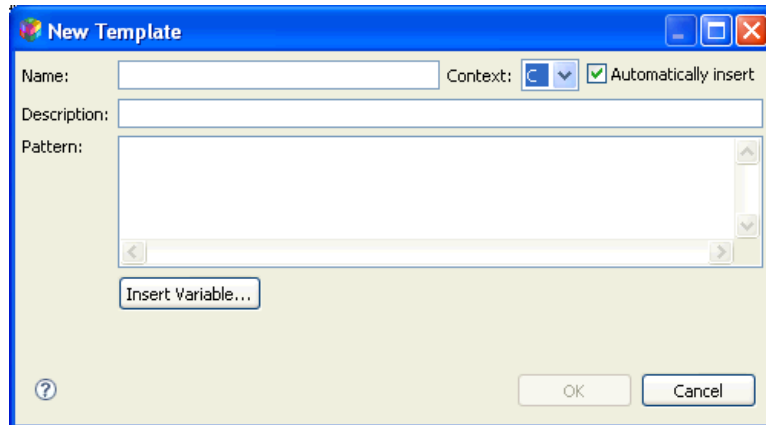 New Template
Name: Context: C Automatically insert
Description:
Pattern:
Insert Variable...
? OK Cancel